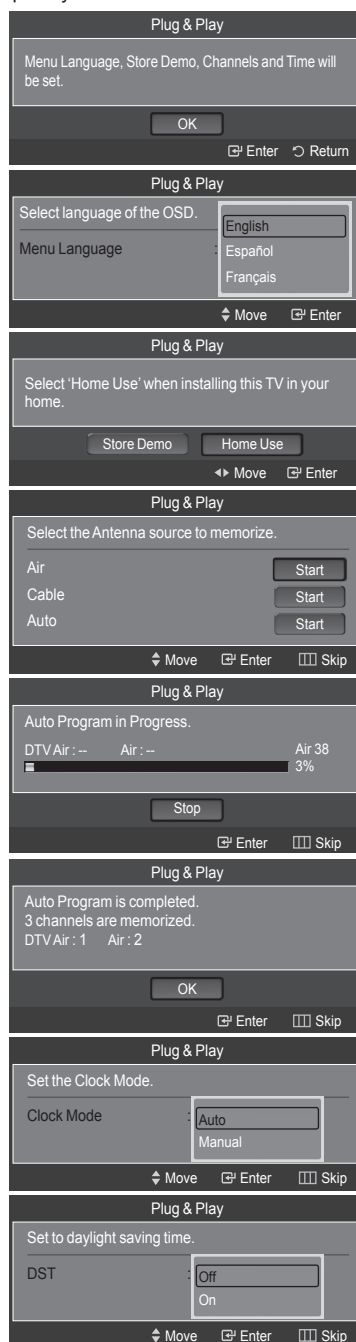 Plug & Play
Menu Language, Store Demo, Channels and Time will
be set.
OK
Enter Return
Plug & Play
Select language of the OSD.
Menu Language : English
Español
Français
Move Enter
Plug & Play
Select 'Home Use' when installing this TV in your
home.
Store Demo Home Use
Move Enter
Plug & Play
Select the Antenna source to memorize.
Air Start
Cable Start
Auto Start
Move Enter Skip
Plug & Play
Auto Program in Progress.
DTV Air : -- Air : -- Air 38
3%
Stop
Enter Skip
Plug & Play
Auto Program is completed.
3 channels are memorized.
DTV Air : 1 Air : 2
OK
Enter Skip
Plug & Play
Set the Clock Mode.
Clock Mode : Auto
Manual
Move Enter Skip
Plug & Play
Set to daylight saving time.
DST : Off
On
Move Enter Skip